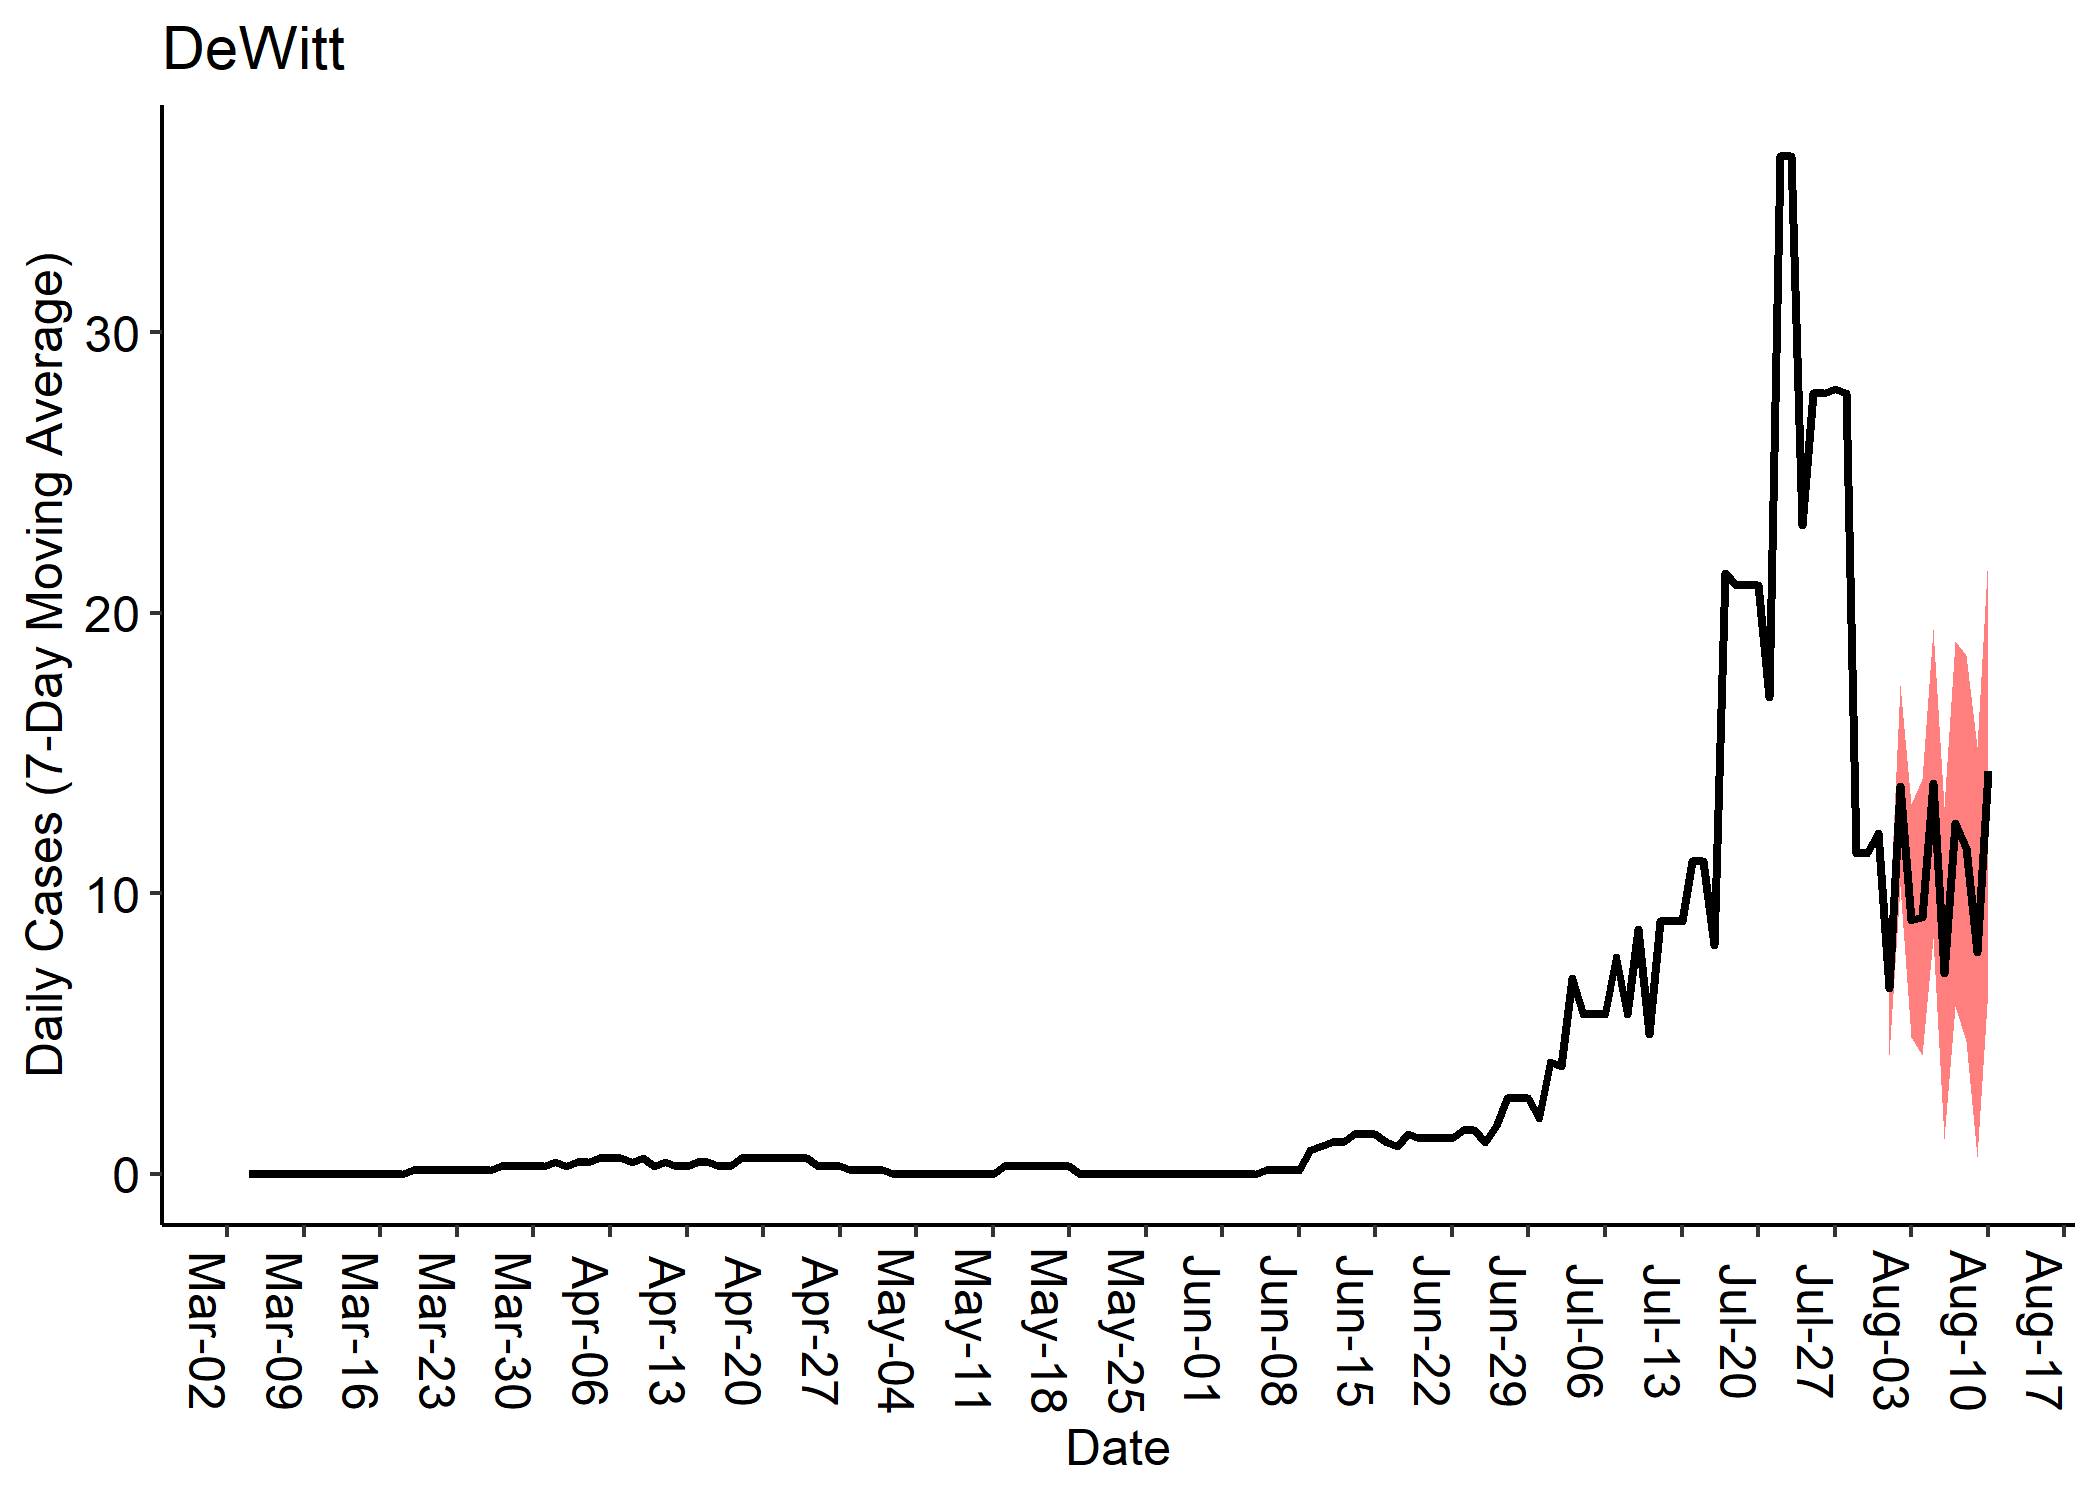 DeWitt
Daily Cases (7-Day Moving Average)
30
20
10
0
Mar-02
Mar-09
Mar-16
Mar-23
Mar-30
Apr-06
Apr-13
Apr-20
Apr-27
May-04
May-11
May-18
May-25
Jun-01
Jun-08
Jun-15
Jun-22
Jun-29
Jul-06
Jul-13
Jul-20
Jul-27
Aug-03
Aug-10
Aug-17
Date